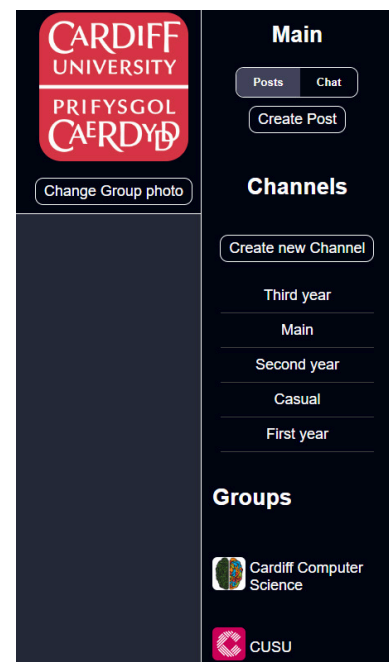 CARDIFF
UNIVERSITY
PRIFYSGOL
CAERDYDD
Change Group photo
Main
Posts
Chat
Create Post
Channels
Create new Channel
Third year
Main
Second year
Casual
First year
Groups
Cardiff Computer
Science
CUSU